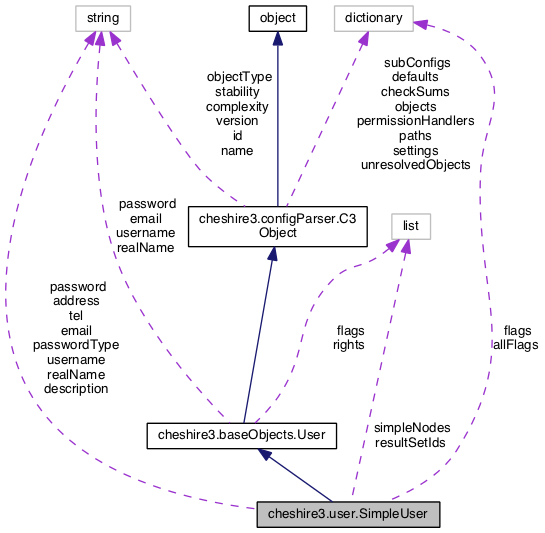 string
object
dictionary
objectType
stability
complexity
version
id
name
subConfigs
defaults
checkSums
objects
permissionHandlers
paths
settings
unresolvedObjects
password
email
username
realName
cheshire3.configParser.C3
Object
list
password
address
tel
email
passwordType
username
realName
description
flags
rights
flags
allFlags
simpleNodes
resultSetIds
cheshire3.baseObjects.User
cheshire3.user.SimpleUser